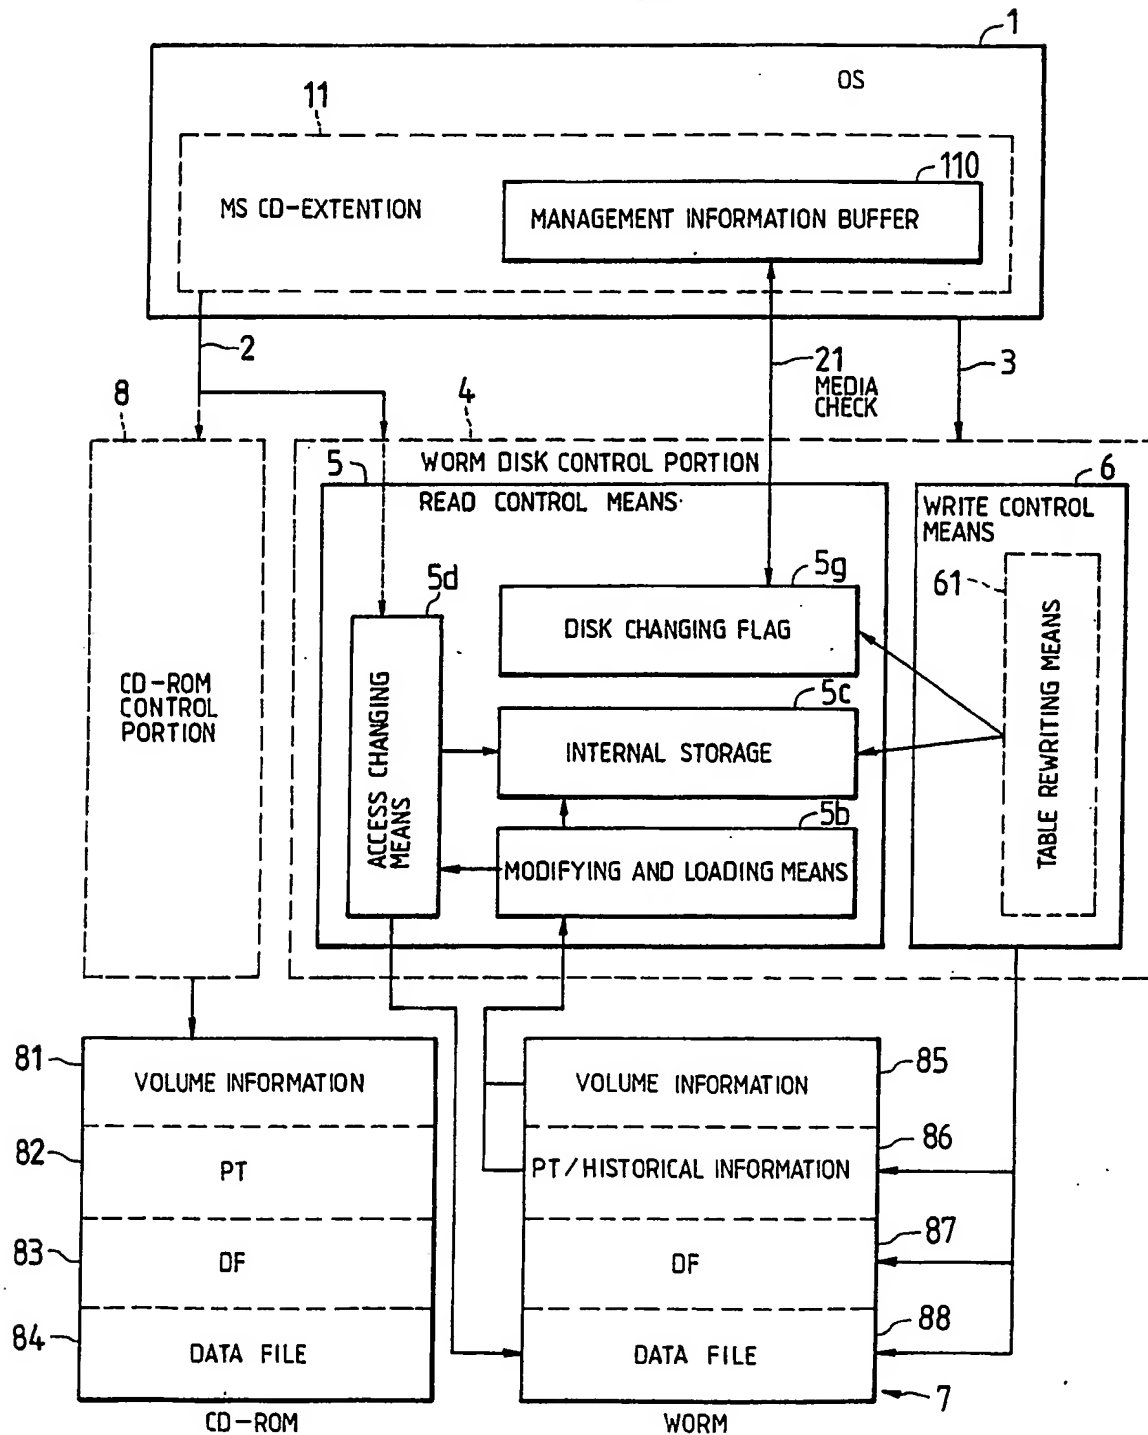 1
OS
11
110
MS CD-EXTENTION
MANAGEMENT INFORMATION BUFFER
2
21
MEDIA
CHECK
3
8
4
WORM DISK CONTROL PORTION
5
READ CONTROL MEANS
6
WRITE CONTROL
MEANS
5d
5g
61
DISK CHANGING FLAG
CD-ROM
CONTROL
PORTION
ACCESS CHANGING
MEANS
5c
INTERNAL STORAGE
TABLE REWRITING MEANS
5b
MODIFYING AND LOADING MEANS
81
VOLUME INFORMATION
85
VOLUME INFORMATION
82
PT
86
PT/HISTORICAL INFORMATION
83
DF
87
DF
84
DATA FILE
88
DATA FILE
7
CD-ROM
WORM